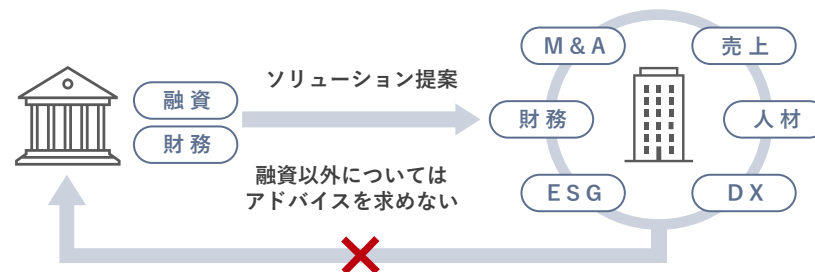 融資
財務
ソリューション提案
融資以外については
アドバイスを求めない
M&A
売上
財務
人材
ESG
DX